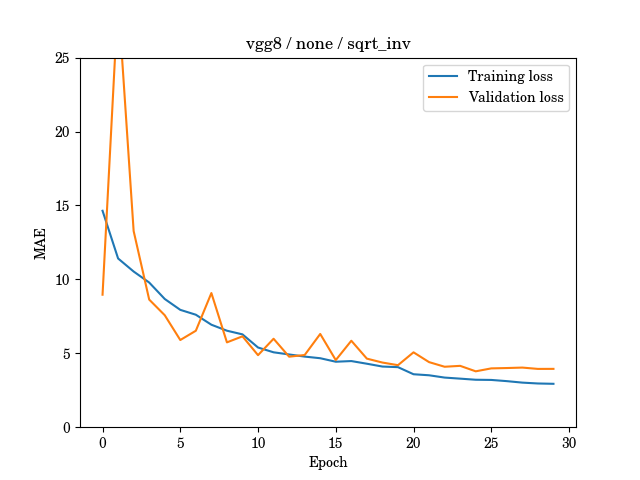 vgg8 / none / sqrt_inv
Training loss
Validation loss
25
20
15
10
5
0
MAE
0 5 10 15 20 25 30
Epoch